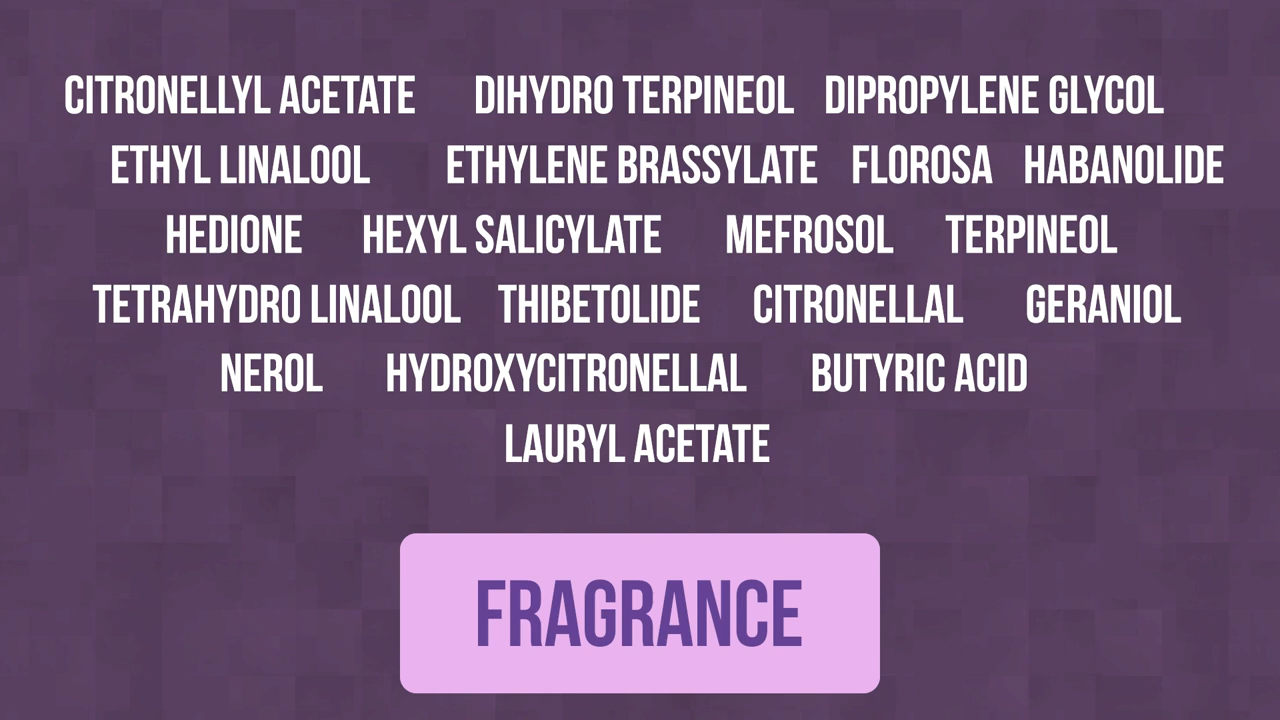 CITRONELLYL ACETATE DIHYDRO TERPINEOL DIPROPYLENE GLYCOL
ETHYL LINALOOL ETHYLENE BRASSYLATE FLOROSA HABANOLIDE
HEDIONE HEXYL SALICYLATE MEFROSOL TERPINEOL
TETRAHYDRO LINALOOL THIBETOLIDE CITRONELLAL GERANIOL
NEROL HYDROXYCITRONELLAL BUTYRIC ACID
LAURYL ACETATE
FRAGRANCE